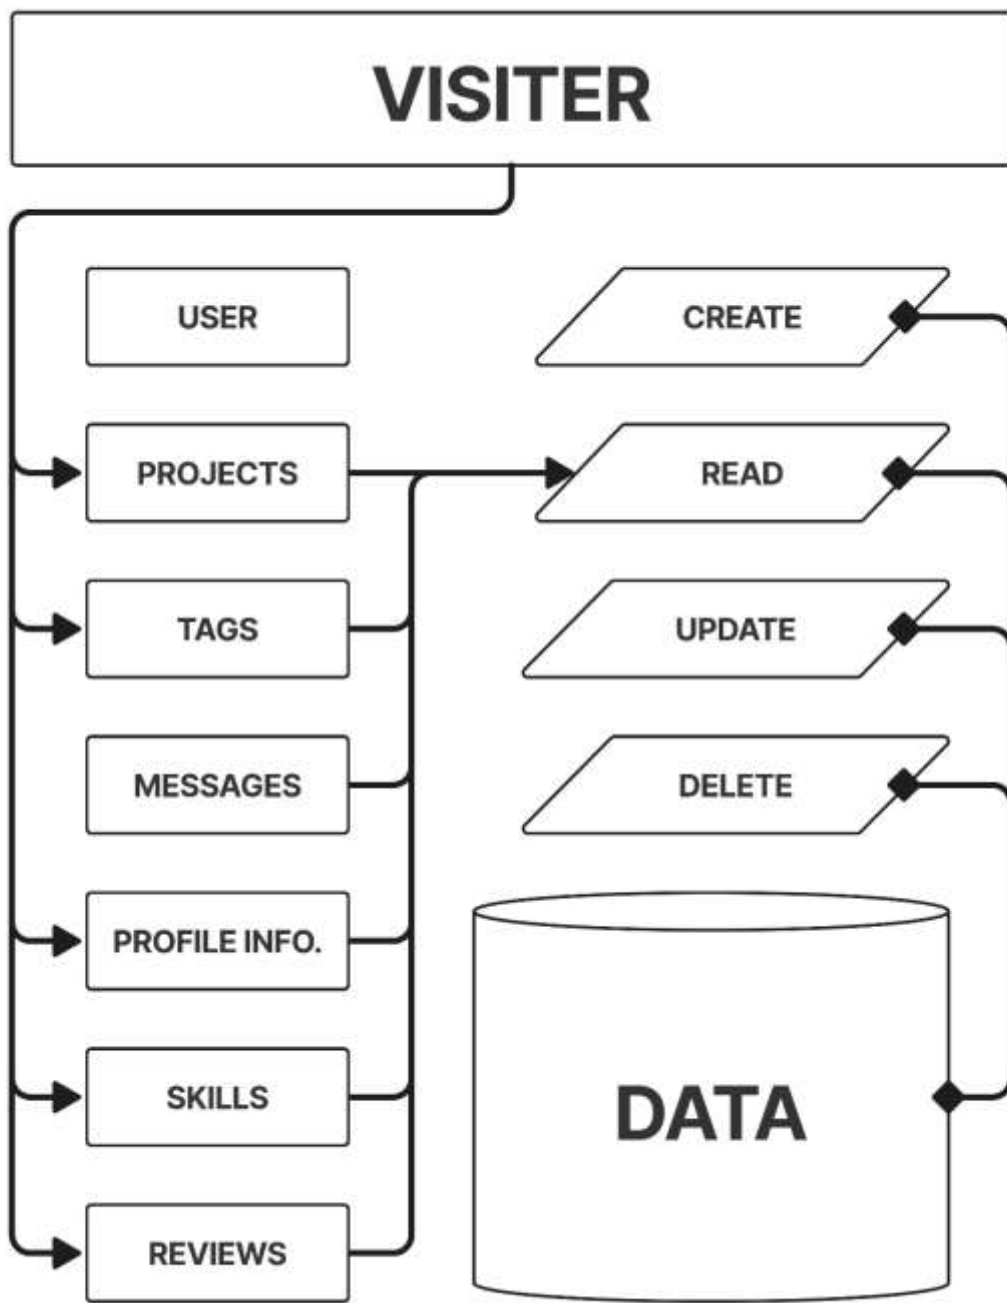 VISITER
USER
CREATE
PROJECTS
READ
TAGS
UPDATE
MESSAGES
DELETE
PROFILE INFO.
SKILLS
DATA
REVIEWS